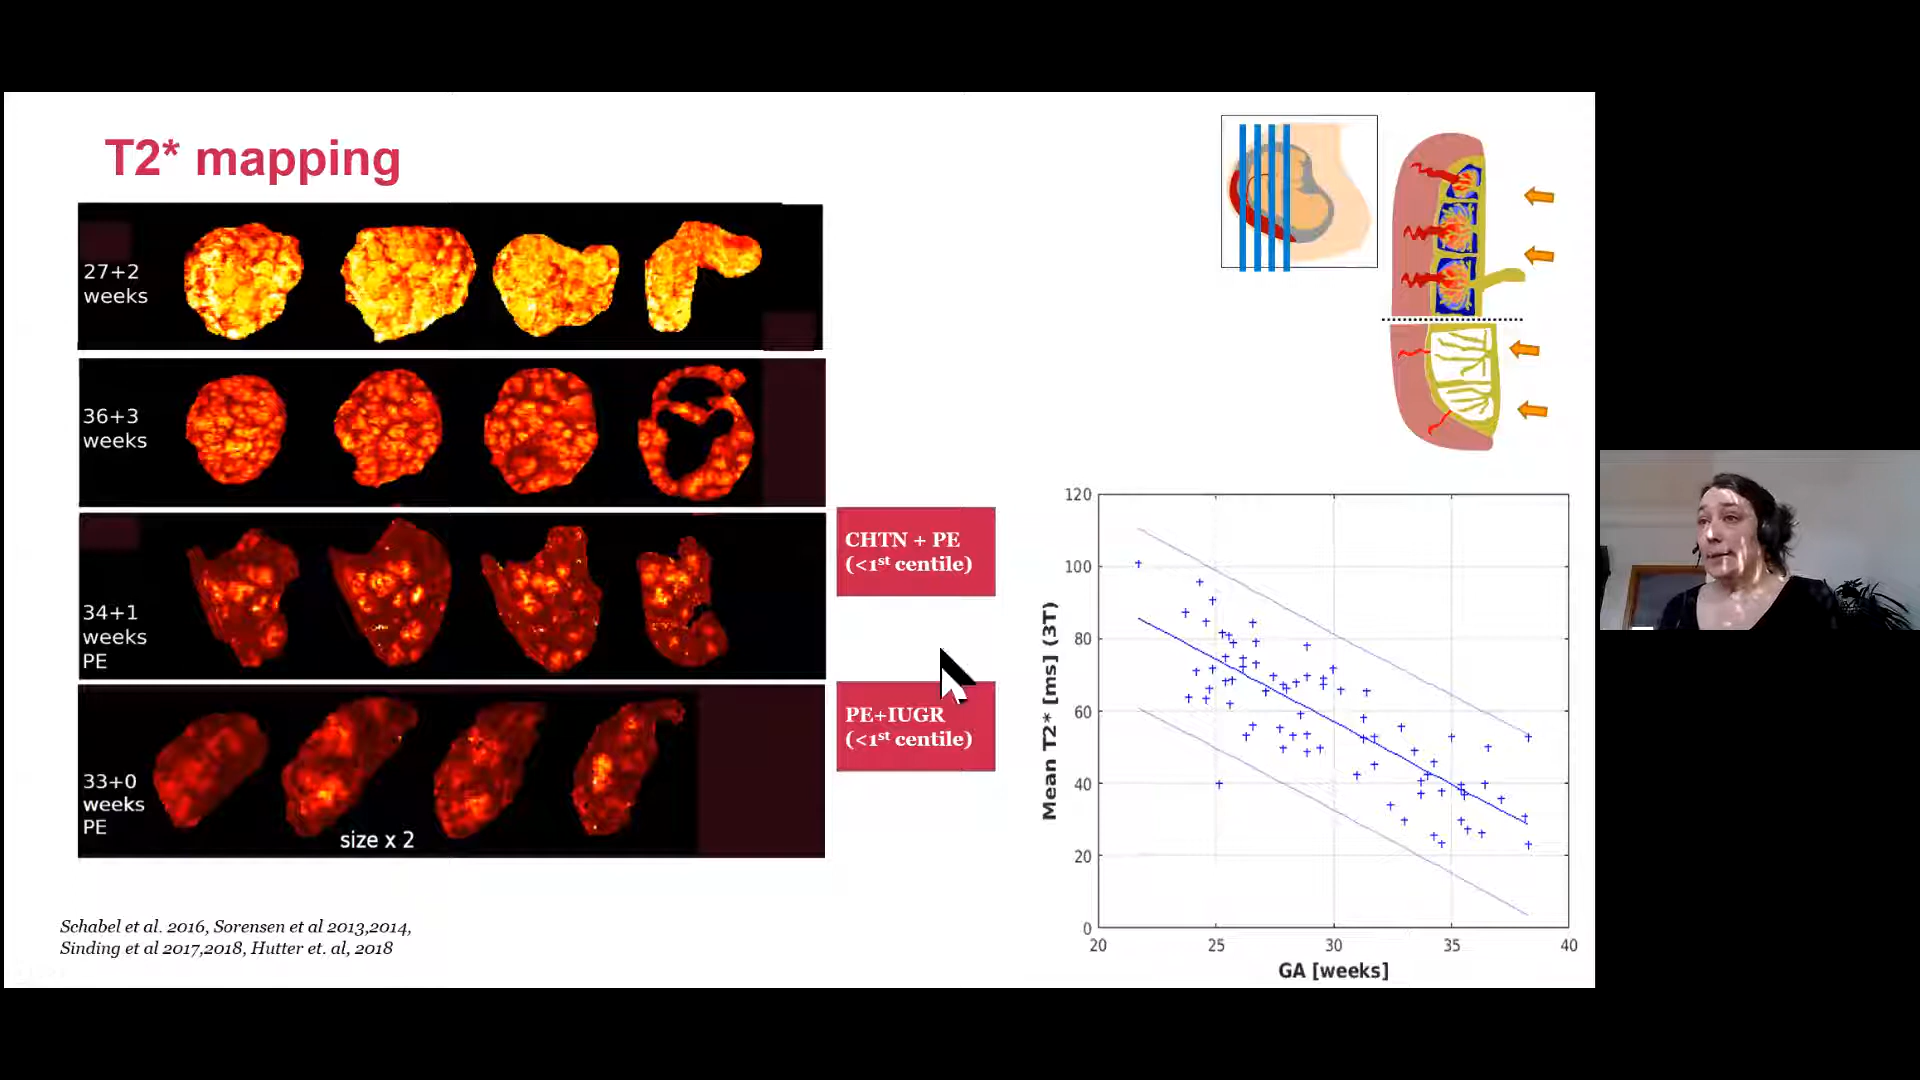 T2* mapping
27+2
weeks
36+3
weeks
34+1
weeks
PE
33+0
weeks
PE
size x 2
CHTN + PE
(<1st centile)
PE+IUGR
(<1st centile)
Schabel et al. 2016, Sorensen et al 2013,2014,
Sinding et al 2017,2018, Hutter et. al, 2018
Mean T2* [ms] (3T)
120
100
80
60
40
20
0
20 25 30 35 40
GA [weeks]